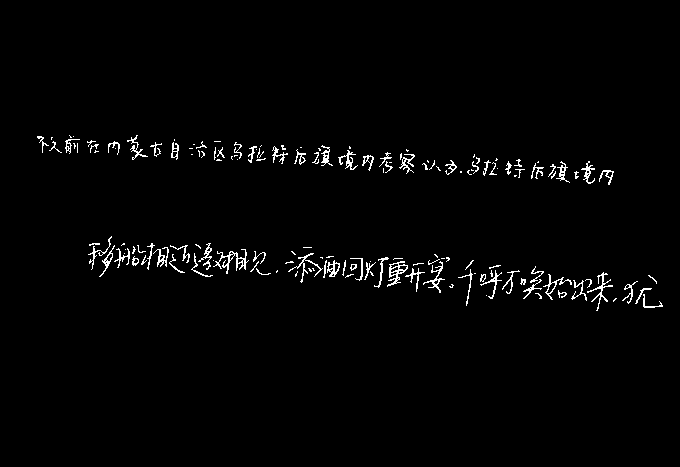 前在内蒙古自治区乌拉特后旗境内考察认为.乌拉特后旗境内
移船相近邀相见,添酒回灯重开宴。千呼万唤始出来,犹